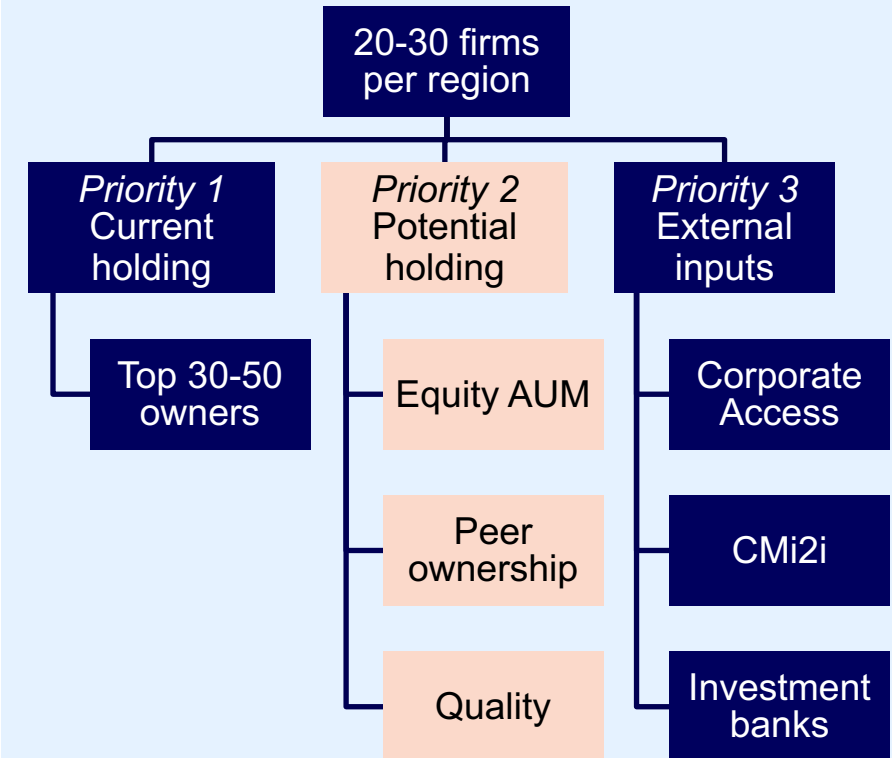 20-30 firms
per region
Priority 1
Current
holding
Top 30-50
owners
Priority 2
Potential
holding
Equity AUM
Peer
ownership
Quality
Priority 3
External
inputs
Corporate
Access
CMi2i
Investment
banks